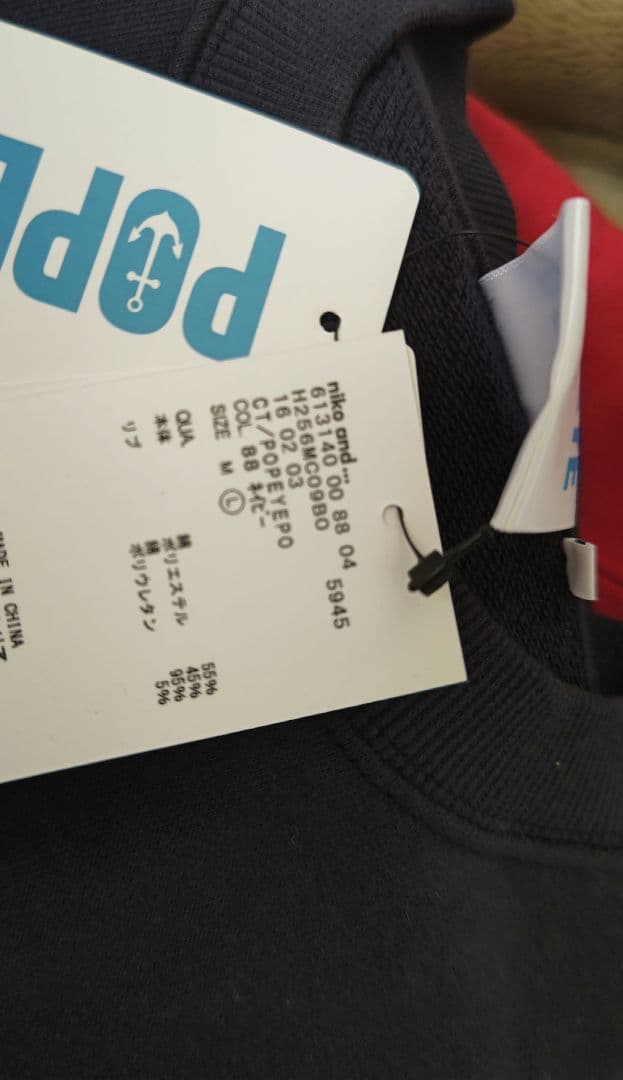 POPE
niko and...
613140 00 88 04 5945
H256MC09B0
16 02 03
CT/POPEYEPO
COL 88 ネイビー
SIZE M Ⓛ
QUA
本体 綿 55%
ポリエステル 45%
リブ 綿 95%
ポリウレタン 5%
MADE IN CHINA